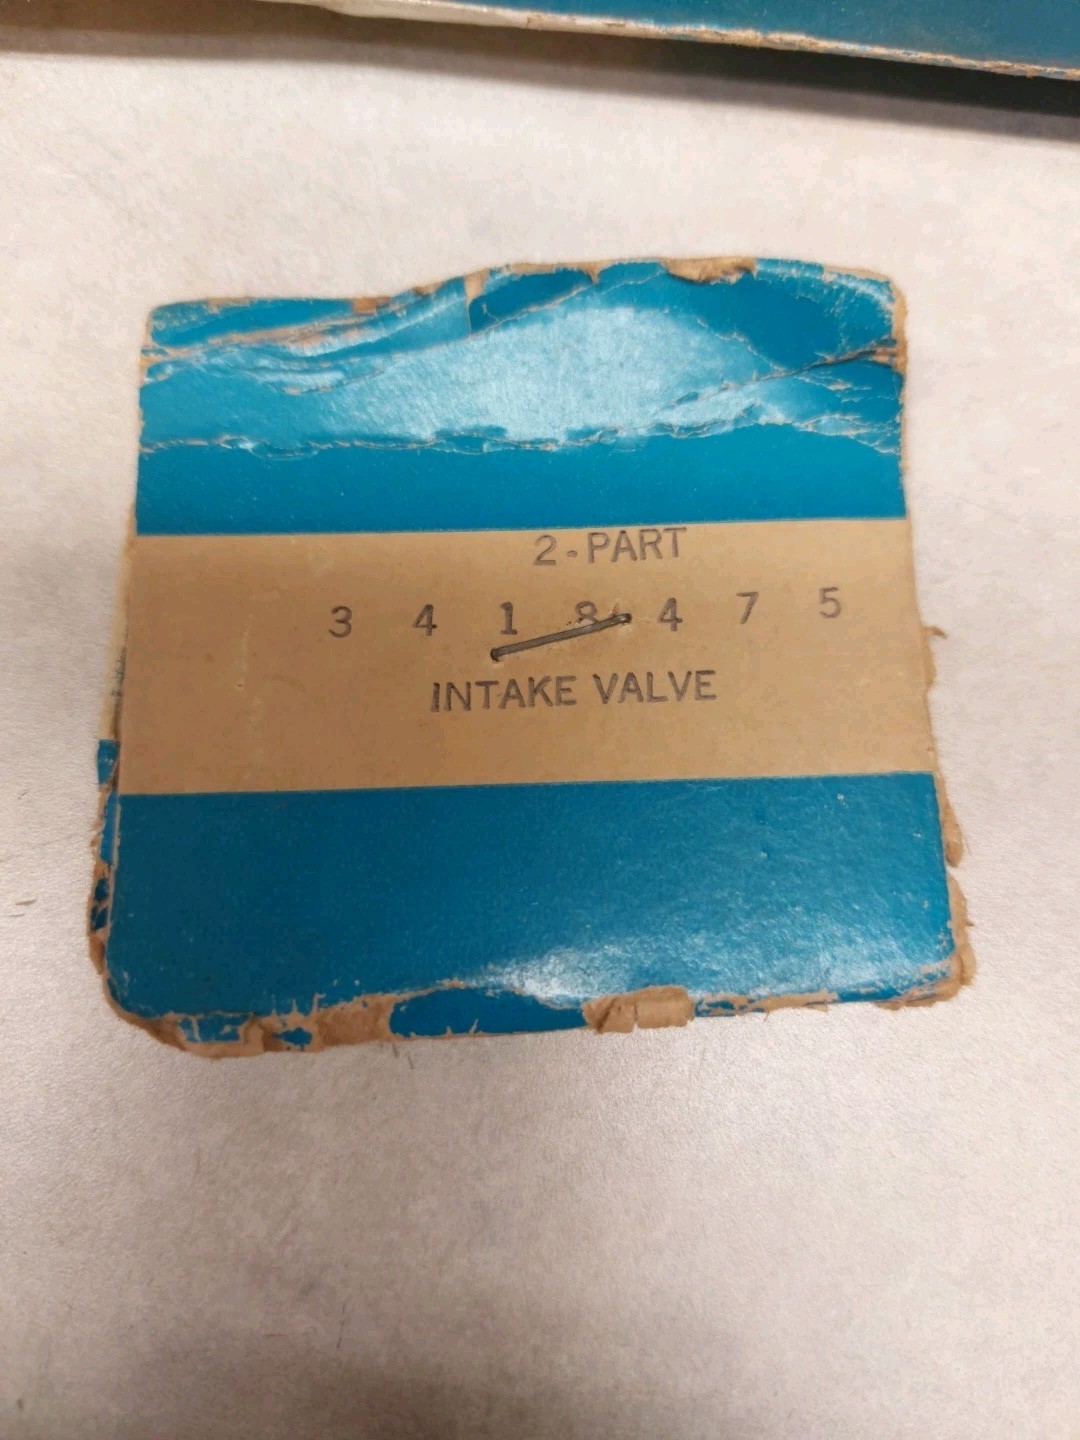 2-PART
3 4 1 8 4 7 5
INTAKE VALVE